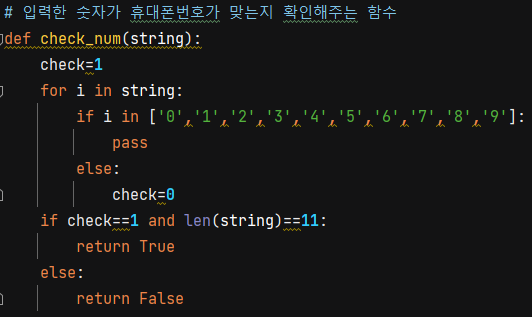 # 입력한 숫자가 휴대폰번호가 맞는지 확인해주는 함수
def check_num(string):
    check=1
    for i in string:
        if i in ['0','1','2','3','4','5','6','7','8','9']:
            pass
        else:
            check=0
    if check==1 and len(string)==11:
        return True
    else:
        return False